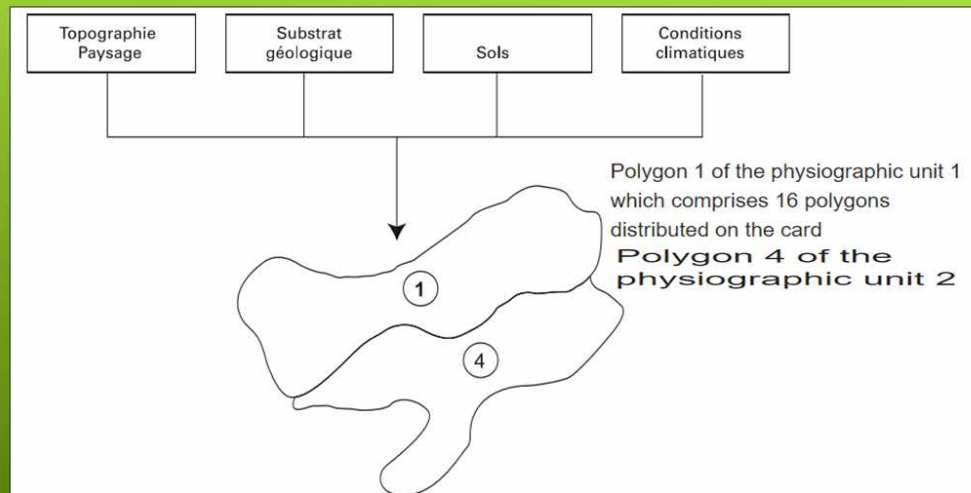 Topographie
Paysage
Substrat
géologique
Sols
Conditions
climatiques
Polygon 1 of the physiographic unit 1
which comprises 16 polygons
distributed on the card
Polygon 4 of the
physiographic unit 2
1
4